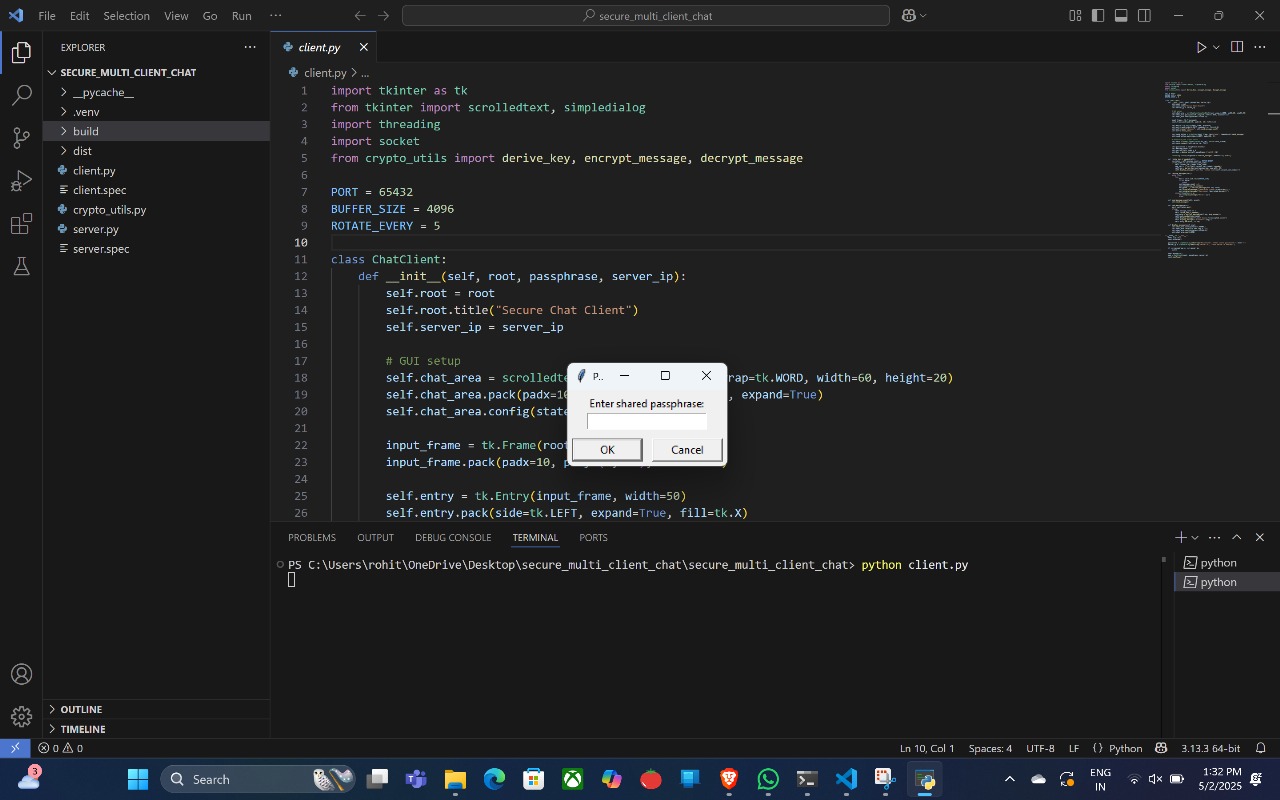 File Edit Selection View Go Run ...
secure_multi_client_chat
EXPLORER
SECURE_MULTI_CLIENT_CHAT
__pycache__
.venv
build
dist
client.py
client.spec
crypto_utils.py
server.py
server.spec
OUTLINE
TIMELINE
client.py
client.py > ...
1 import tkinter as tk
2 from tkinter import scrolledtext, simpledialog
3 import threading
4 import socket
5 from crypto_utils import derive_key, encrypt_message, decrypt_message
6
7 PORT = 65432
8 BUFFER_SIZE = 4096
9 ROTATE_EVERY = 5
10
11 class ChatClient:
12 def __init__(self, root, passphrase, server_ip):
13 self.root = root
14 self.root.title("Secure Chat Client")
15 self.server_ip = server_ip
16
17 # GUI setup
18 self.chat_area = scrolledte rap=tk.WORD, width=60, height=20)
19 self.chat_area.pack(padx=10 , expand=True)
20 self.chat_area.config(stat
21
22 input_frame = tk.Frame(roo
23 input_frame.pack(padx=10,
24
25 self.entry = tk.Entry(input_frame, width=50)
26 self.entry.pack(side=tk.LEFT, expand=True, fill=tk.X)
P..
Enter shared passphrase:
OK Cancel
PROBLEMS OUTPUT DEBUG CONSOLE TERMINAL PORTS
PS C:\Users\rohit\OneDrive\Desktop\secure_multi_client_chat\secure_multi_client_chat> python client.py
python
python
0 0
Ln 10, Col 1 Spaces: 4 UTF-8 LF {} Python 3.13.3 64-bit
3
Search
ENG
IN
1:32 PM
5/2/2025